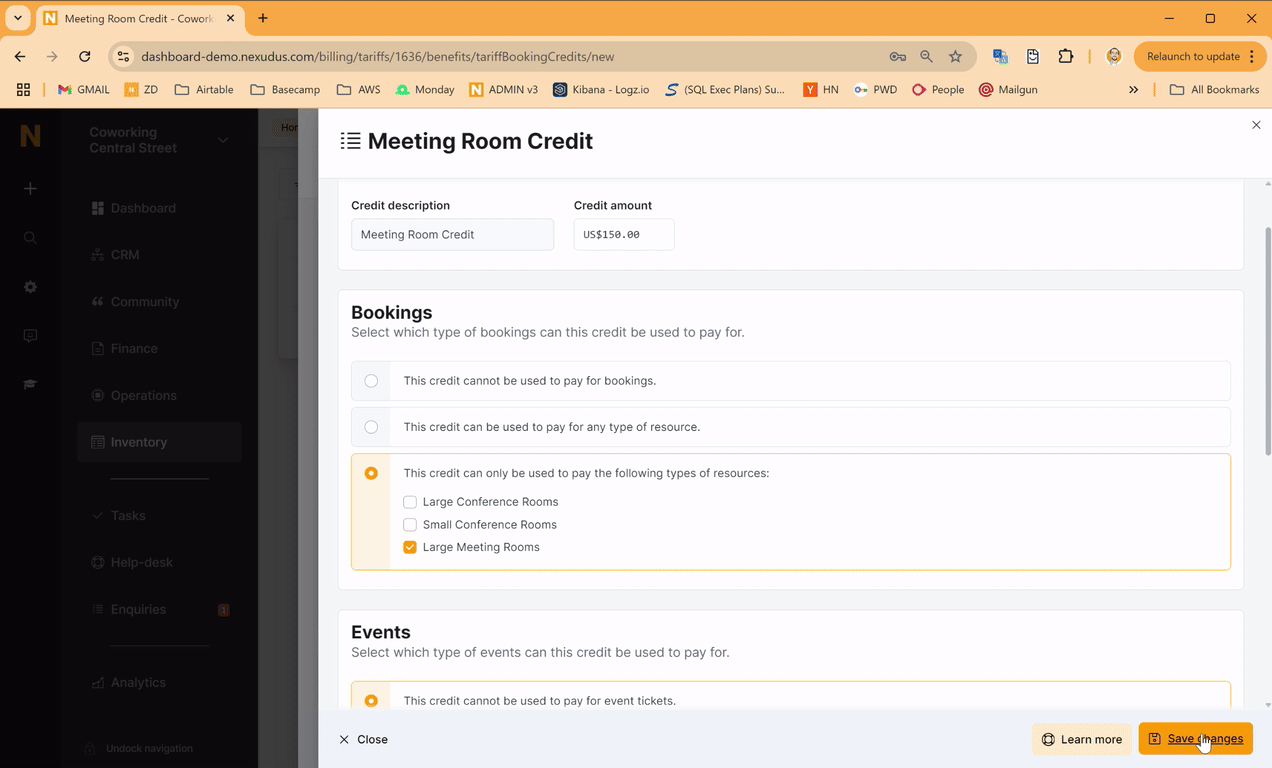 Meeting Room Credit - Cowork
dashboard-demo.nexudus.com/billing/tariffs/1636/benefits/tariffBookingCredits/new
Relaunch to update
GMAIL
ZD
Airtable
Basecamp
AWS
Monday
ADMIN v3
Kibana - Logz.io
(SQL Exec Plans) Su...
HN
PWD
People
Mailgun
All Bookmarks
Coworking
Central Street
Dashboard
CRM
Community
Finance
Operations
Inventory
Tasks
Help-desk
Enquiries
1
Analytics
Undock navigation
Meeting Room Credit
Credit description
Credit amount
Meeting Room Credit
US$150.00
Bookings
Select which type of bookings can this credit be used to pay for.
This credit cannot be used to pay for bookings.
This credit can be used to pay for any type of resource.
This credit can only be used to pay the following types of resources:
Large Conference Rooms
Small Conference Rooms
Large Meeting Rooms
Events
Select which type of events can this credit be used to pay for.
This credit cannot be used to pay for event tickets.
Close
Learn more
Save changes